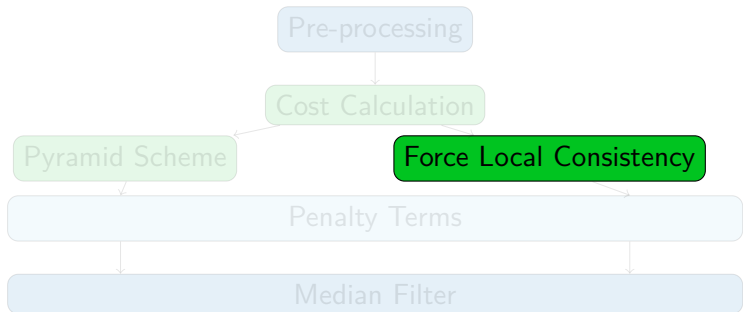 Pre-processing
Cost Calculation
Pyramid Scheme
Force Local Consistency
Penalty Terms
Median Filter